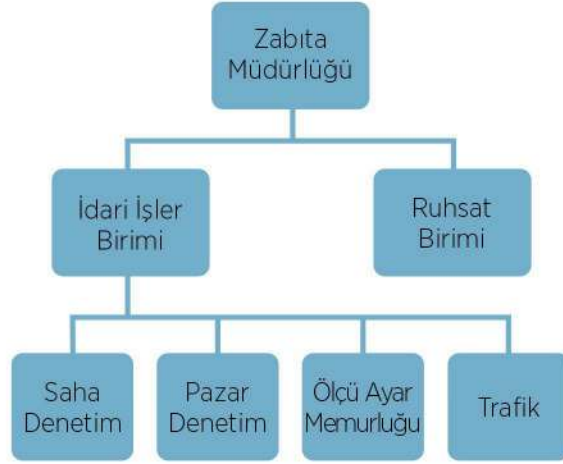 Zabıta
Müdürlüğü
İdari İşler
Birimi
Ruhsat
Birimi
Saha
Denetim
Pazar
Denetim
Ölçü Ayar
Memurluğu
Trafik